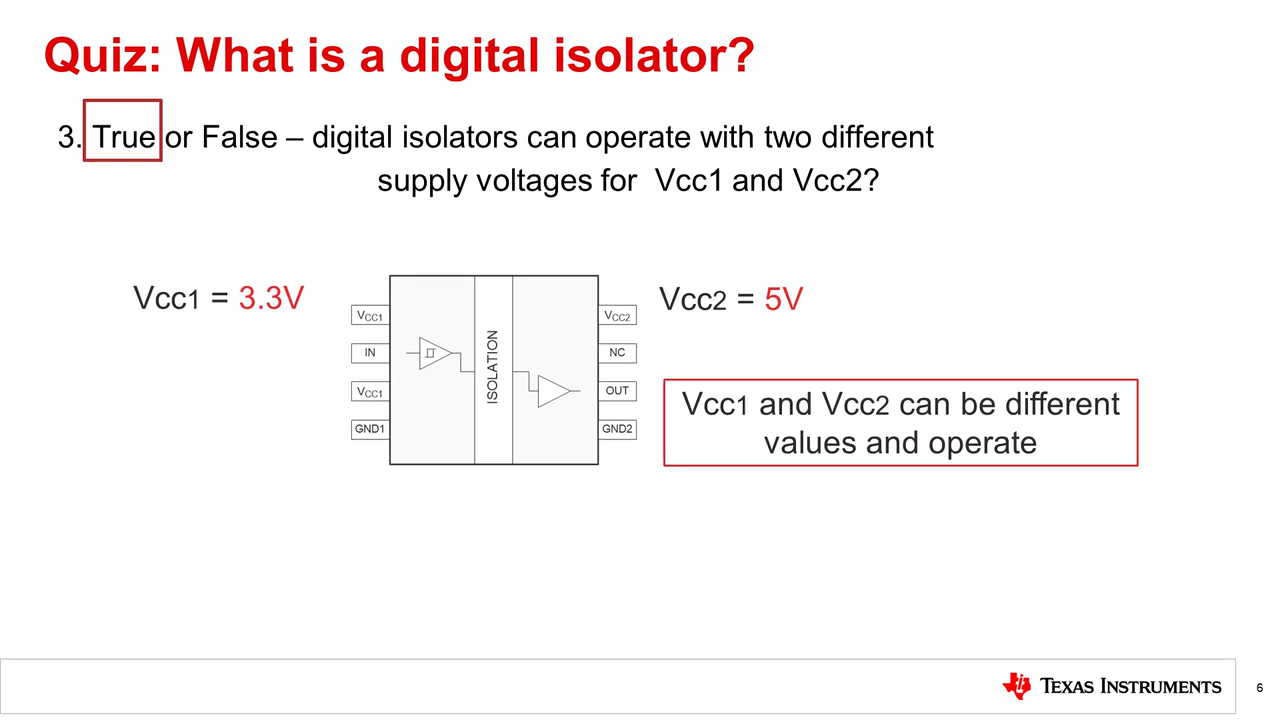 Quiz: What is a digital isolator?
3. True or False – digital isolators can operate with two different
supply voltages for Vcc1 and Vcc2?
Vcc1 = 3.3V
Vcc2 = 5V
VCC1
IN
VCC1
GND1
ISOLATION
VCC2
NC
OUT
GND2
Vcc1 and Vcc2 can be different
values and operate
TEXAS INSTRUMENTS
6